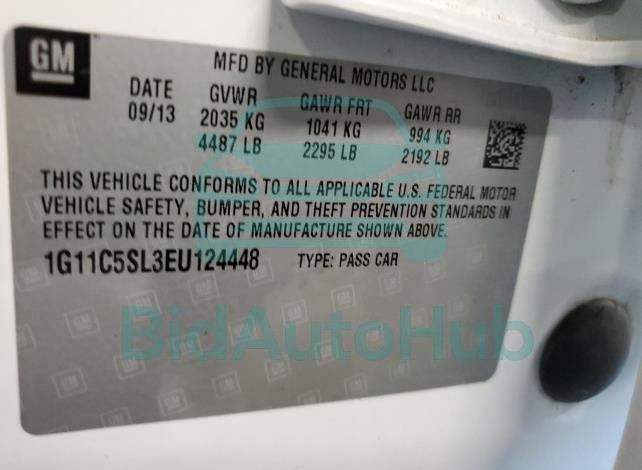 GM
MFD BY GENERAL MOTORS LLC
DATE GVWR GAWR FRT GAWR RR
09/13 2035 KG 1041 KG 994 KG
4487 LB 2295 LB 2192 LB
THIS VEHICLE CONFORMS TO ALL APPLICABLE U.S. FEDERAL MOTOR
VEHICLE SAFETY, BUMPER, AND THEFT PREVENTION STANDARDS IN
EFFECT ON THE DATE OF MANUFACTURE SHOWN ABOVE.
1G11C5SL3EU124448 TYPE: PASS CAR
BidAutoHub